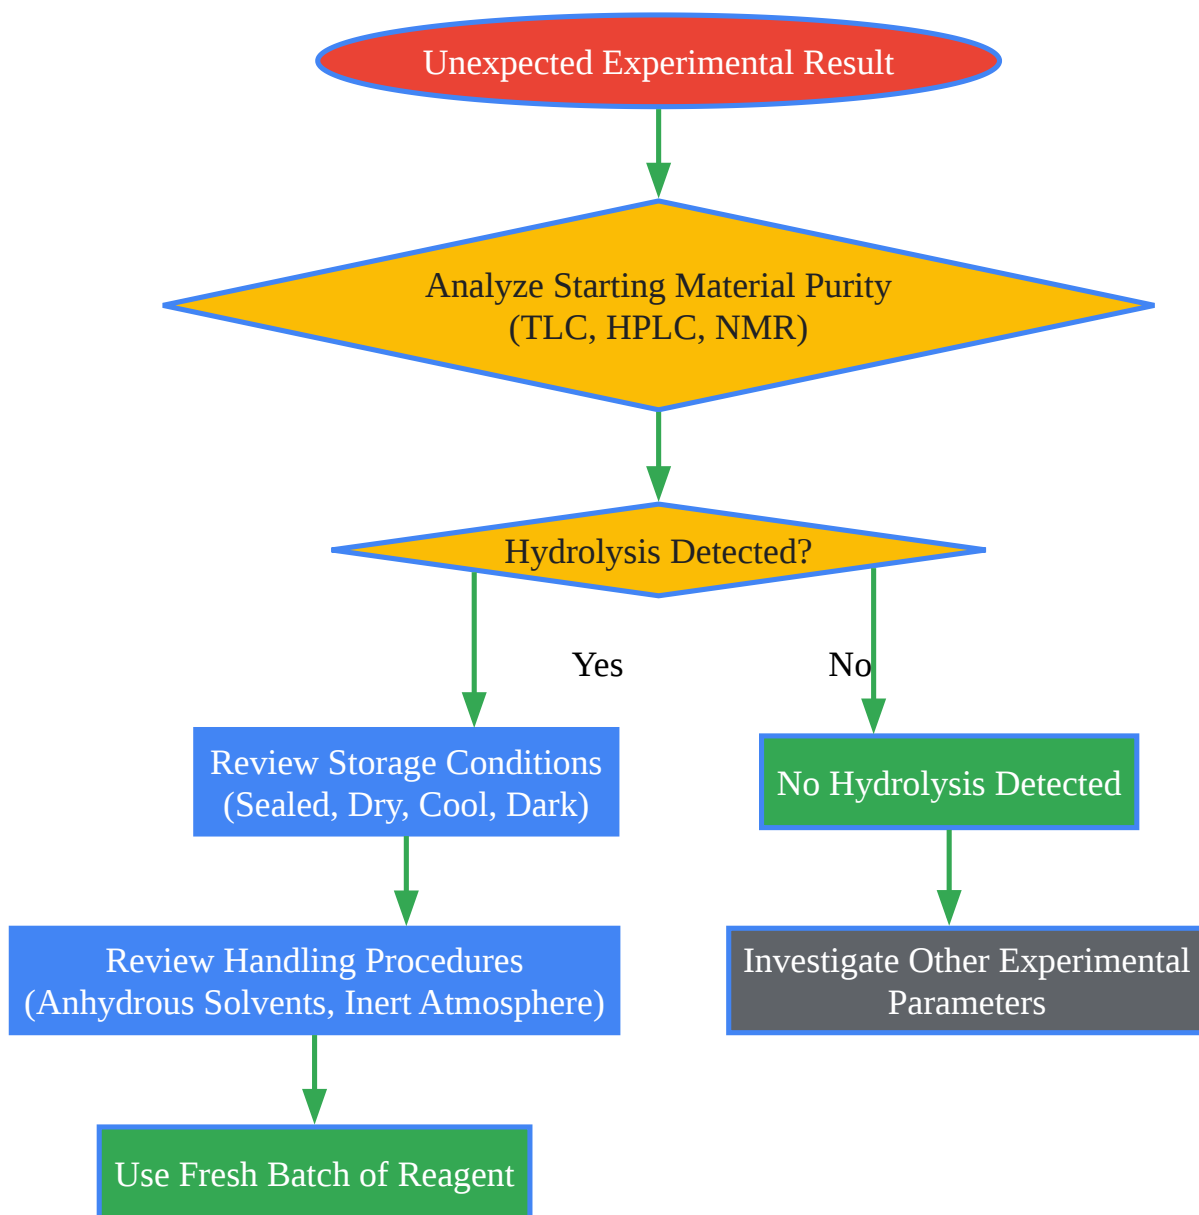 Unexpected Experimental Result
Analyze Starting Material Purity
(TLC, HPLC, NMR)
Hydrolysis Detected?
Yes
No
Review Storage Conditions
(Sealed, Dry, Cool, Dark)
No Hydrolysis Detected
Review Handling Procedures
(Anhydrous Solvents, Inert Atmosphere)
Investigate Other Experimental
Parameters
Use Fresh Batch of Reagent